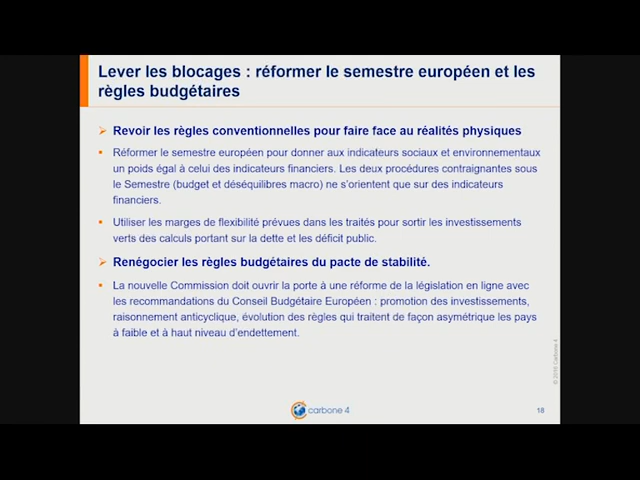 Lever les blocages : réformer le semestre européen et les
règles budgétaires
Revoir les règles conventionnelles pour faire face au réalités physiques
Réformer le semestre européen pour donner aux indicateurs sociaux et environnementaux
un poids égal à celui des indicateurs financiers. Les deux procédures contraignantes sous
le Semestre (budget et déséquilibres macro) ne s'orientent que sur des indicateurs
financiers.
Utiliser les marges de flexibilité prévues dans les traités pour sortir les investissements
verts des calculs portant sur la dette et les déficit public.
Renégocier les règles budgétaires du pacte de stabilité.
La nouvelle Commission doit ouvrir la porte à une réforme de la législation en ligne avec
les recommandations du Conseil Budgétaire Européen : promotion des investissements,
raisonnement anticyclique, évolution des règles qui traitent de façon asymétrique les pays
à faible et à haut niveau d'endettement.
carbone 4
18